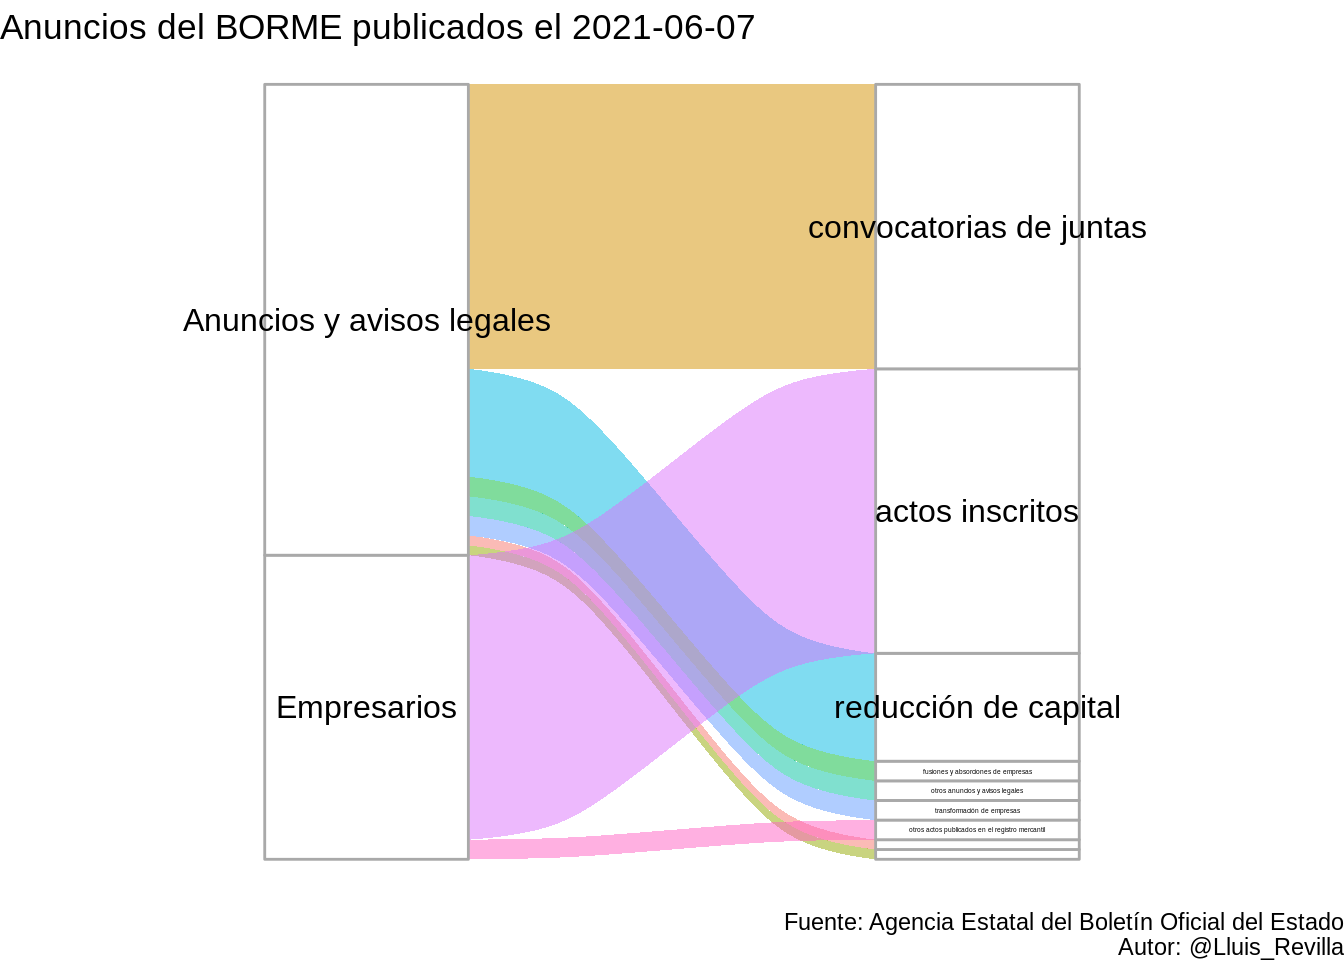 Anuncios del BORME publicados el 2021-06-07
convocatorias de juntas
Anuncios y avisos legales
actos inscritos
Empresarios
reducción de capital
fusiones y absorciones de empresas
otros anuncios y avisos legales
transformación de empresas
otros actos publicados en el registro mercantil
Fuente: Agencia Estatal del Boletín Oficial del Estado
Autor: @Lluis_Revilla